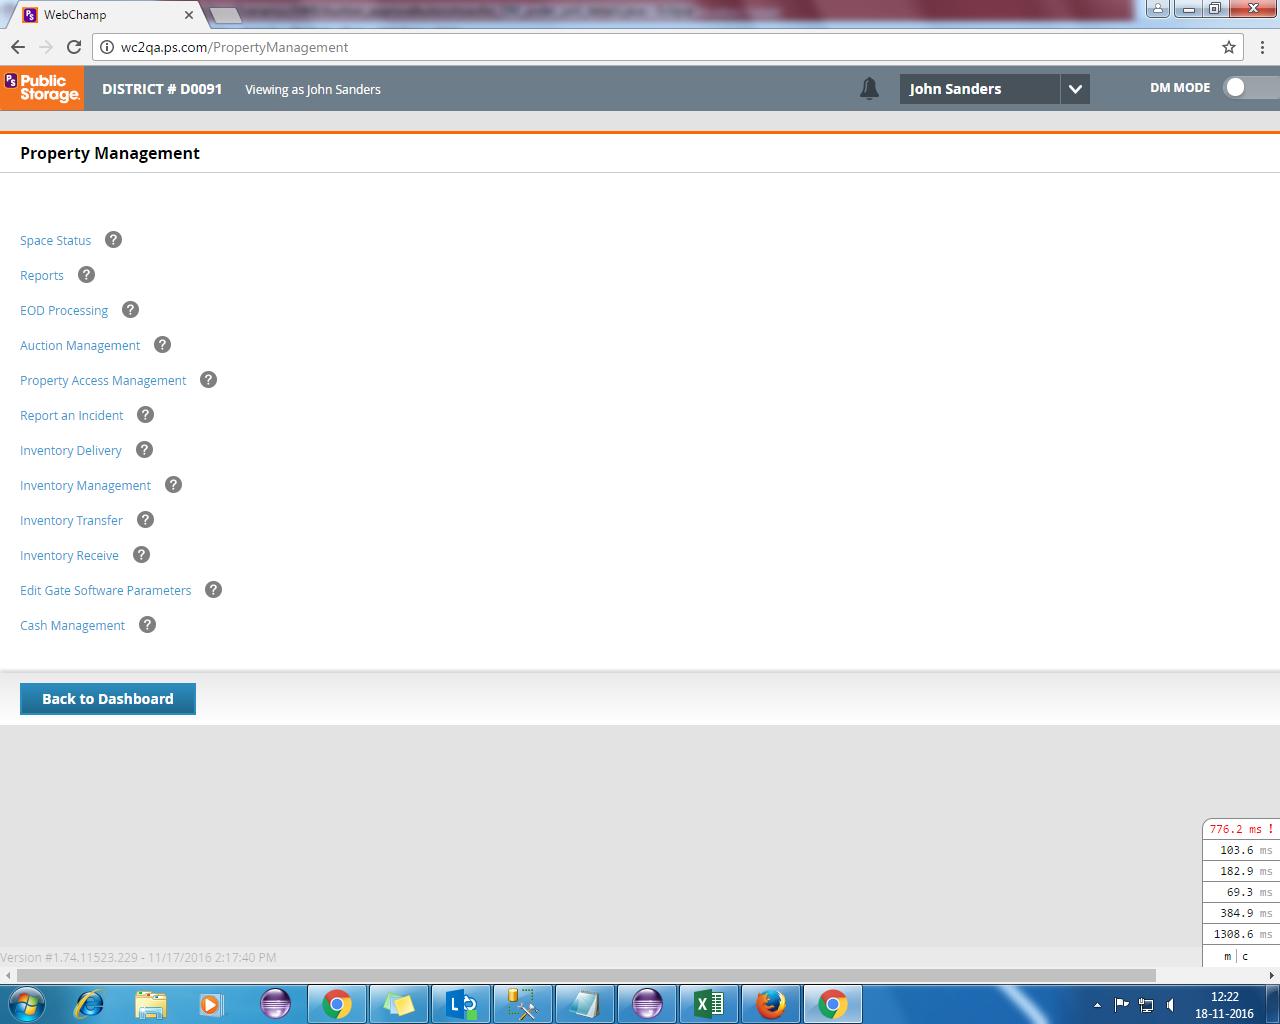 WebChamp
wc2qa.ps.com/PropertyManagement
PS Public Storage.
DISTRICT # D0091
Viewing as John Sanders
John Sanders
DM MODE
Property Management
Space Status ?
Reports ?
EOD Processing ?
Auction Management ?
Property Access Management ?
Report an Incident ?
Inventory Delivery ?
Inventory Management ?
Inventory Transfer ?
Inventory Receive ?
Edit Gate Software Parameters ?
Cash Management ?
Back to Dashboard
776.2 ms !
103.6 ms
182.9 ms
69.3 ms
384.9 ms
1308.6 ms
m | c
Version #1.74.11523.229 - 11/17/2016 2:17:40 PM
12:22
18-11-2016